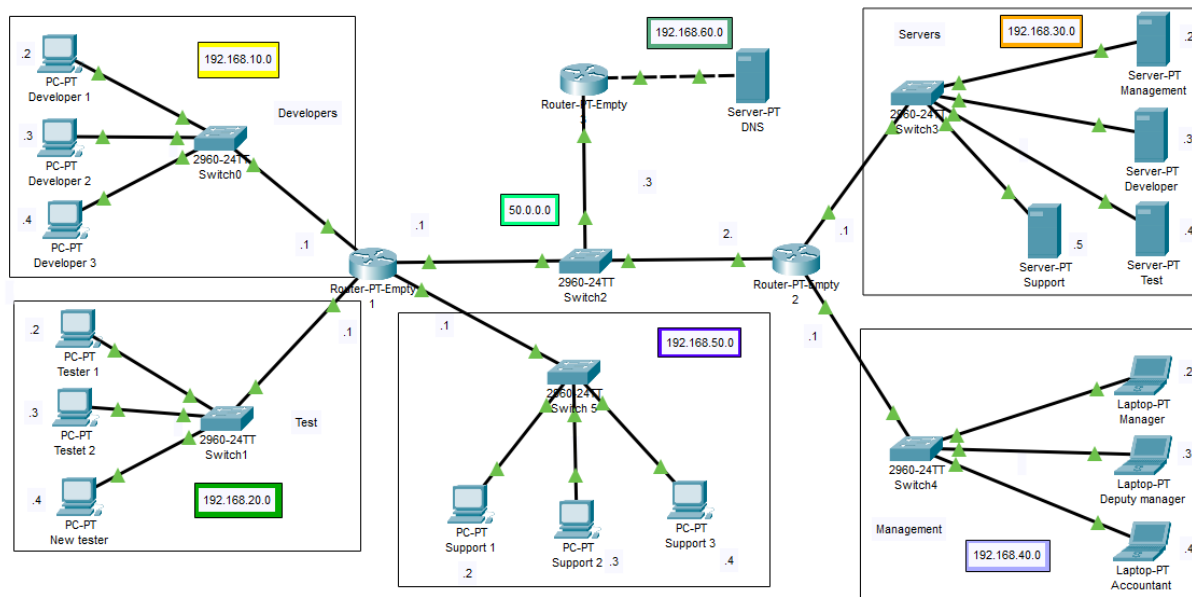 .2
PC-PT
Developer 1
192.168.10.0
Developers
.3
PC-PT
Developer 2
2960-24TT
Switch0
.4
PC-PT
Developer 3
.1
192.168.60.0
Router-PT-Empty
3
Server-PT
DNS
.3
50.0.0.0
.1
Router-PT-Empty
1
2960-24TT
Switch2
2.
Router-PT-Empty
2
Servers
192.168.30.0
.2
Server-PT
Management
2960-24TT
Switch3
.3
Server-PT
Developer
.1
.5
Server-PT
Support
.4
Server-PT
Test
.2
PC-PT
Tester 1
.1
.3
PC-PT
Testet 2
2960-24TT
Switch1
Test
.4
PC-PT
New tester
192.168.20.0
.1
192.168.50.0
2960-24TT
Switch 5
PC-PT
Support 1
.2
PC-PT
Support 2
.3
PC-PT
Support 3
.4
.1
.2
Laptop-PT
Manager
2960-24TT
Switch4
.3
Laptop-PT
Deputy manager
Management
192.168.40.0
.4
Laptop-PT
Accountant